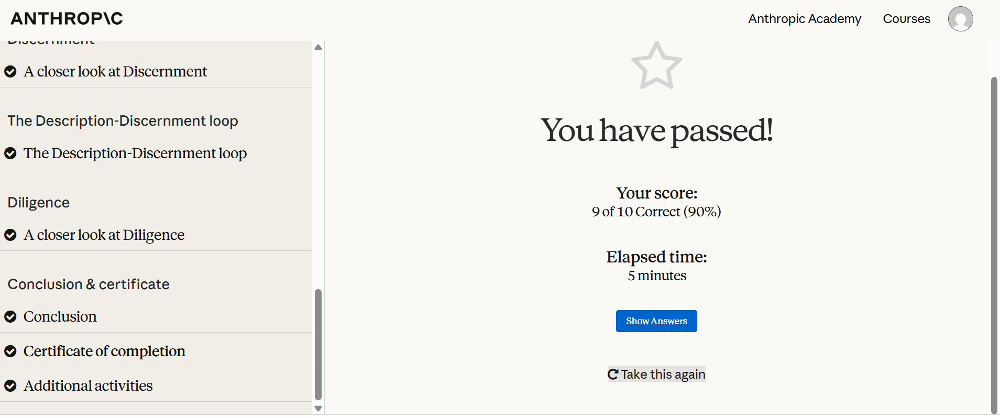 ANTHROP\C
Anthropic Academy
Courses
Discernment
A closer look at Discernment
The Description-Discernment loop
The Description-Discernment loop
Diligence
A closer look at Diligence
Conclusion & certificate
Conclusion
Certificate of completion
Additional activities
You have passed!
Your score:
9 of 10 Correct (90%)
Elapsed time:
5 minutes
Show Answers
Take this again